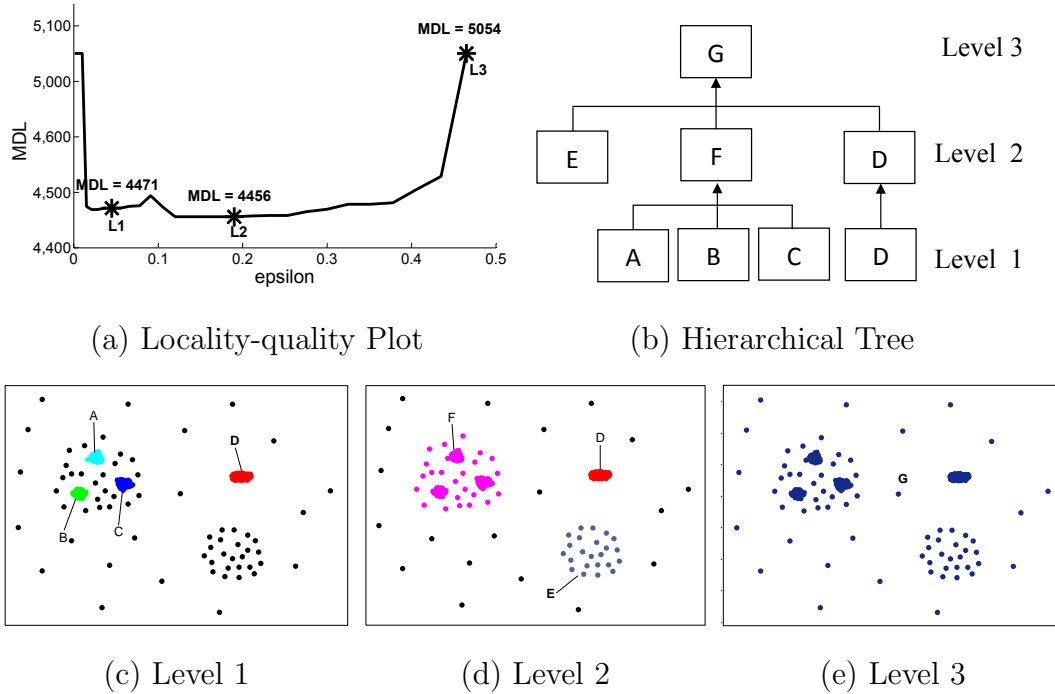 5,100
5,000
4,600
4,500
4,400
MDL
0
0.1
0.2
0.3
0.4
0.5
epsilon
MDL = 5054
L3
MDL = 4471
L1
MDL = 4456
L2
(a) Locality-quality Plot
G
Level 3
E
F
D
Level 2
A
B
C
D
Level 1
(b) Hierarchical Tree
A
D
B
C
(c) Level 1
F
D
E
(d) Level 2
G
(e) Level 3